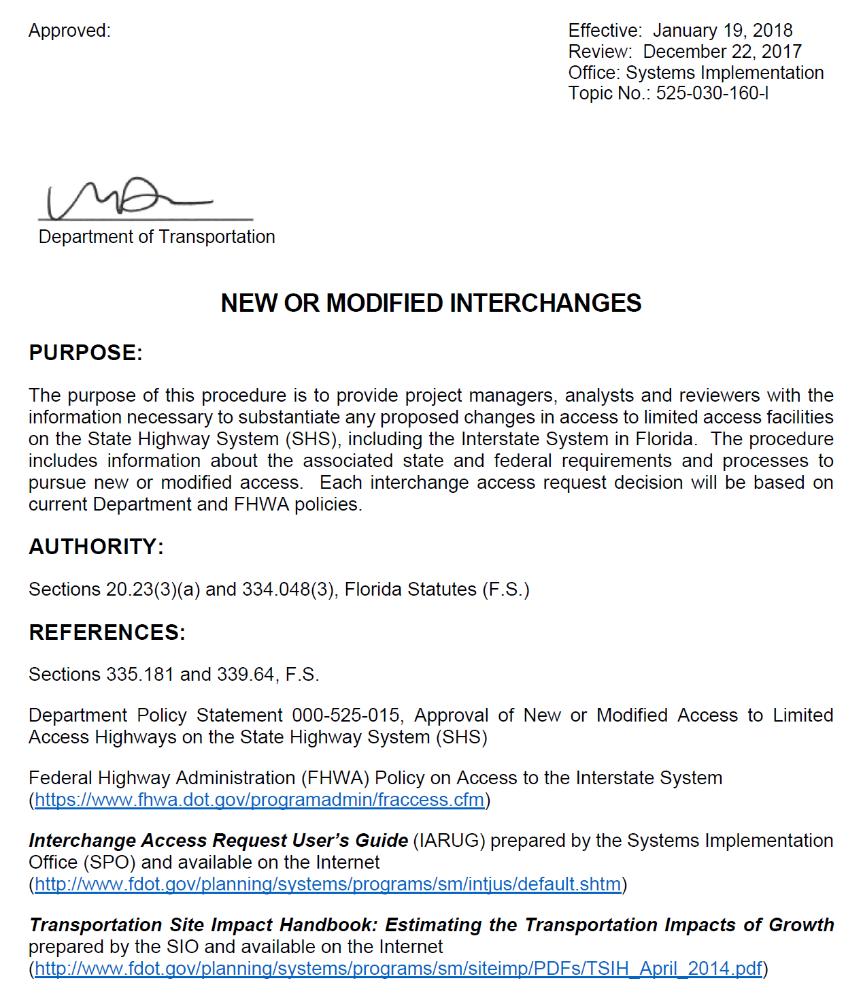 Approved:
Effective: January 19, 2018
Review: December 22, 2017
Office: Systems Implementation
Topic No.: 525-030-160-l
Department of Transportation
NEW OR MODIFIED INTERCHANGES
PURPOSE:
The purpose of this procedure is to provide project managers, analysts and reviewers with the
information necessary to substantiate any proposed changes in access to limited access facilities
on the State Highway System (SHS), including the Interstate System in Florida. The procedure
includes information about the associated state and federal requirements and processes to
pursue new or modified access. Each interchange access request decision will be based on
current Department and FHWA policies.
AUTHORITY:
Sections 20.23(3)(a) and 334.048(3), Florida Statutes (F.S.)
REFERENCES:
Sections 335.181 and 339.64, F.S.
Department Policy Statement 000-525-015, Approval of New or Modified Access to Limited
Access Highways on the State Highway System (SHS)
Federal Highway Administration (FHWA) Policy on Access to the Interstate System
(https://www.fhwa.dot.gov/programadmin/fraccess.cfm)
Interchange Access Request User’s Guide (IARUG) prepared by the Systems Implementation
Office (SPO) and available on the Internet
(http://www.fdot.gov/planning/systems/programs/sm/intjus/default.shtm)
Transportation Site Impact Handbook: Estimating the Transportation Impacts of Growth
prepared by the SIO and available on the Internet
(http://www.fdot.gov/planning/systems/programs/sm/siteimp/PDFs/TSIH_April_2014.pdf)